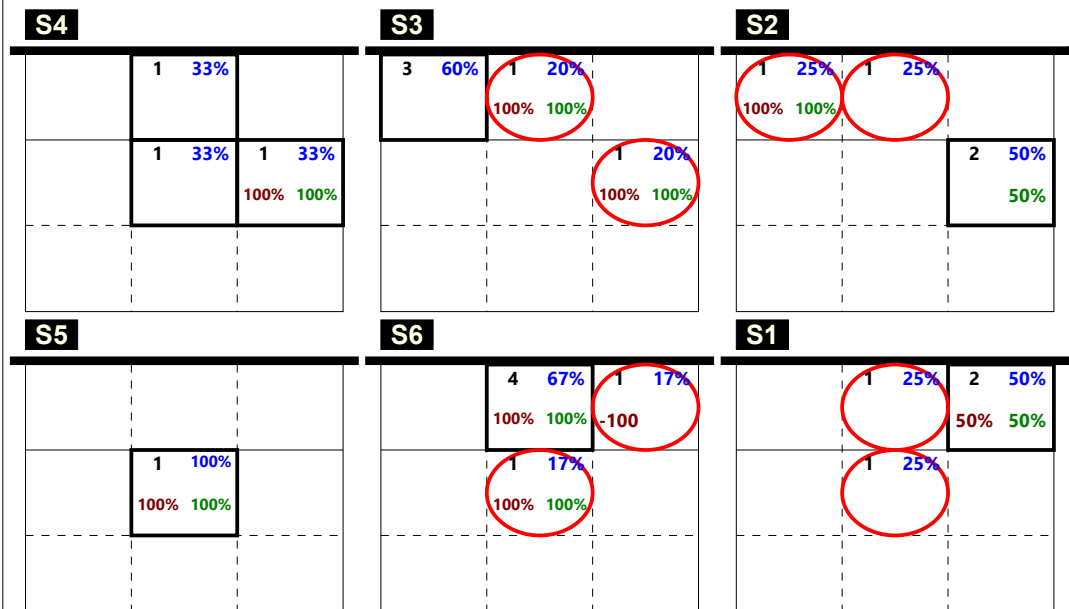 S4 S3 S2
1 33% 3 60% 1 20% 1 25% 1 25%
100% 100% 100% 100%
1 33% 1 33% 1 20% 2 50%
100% 100% 100% 100% 50%
S5 S6 S1
4 67% 1 17% 1 25% 2 50%
100% 100% -100 50% 50%
1 100% 1 17% 1 25%
100% 100% 100% 100%